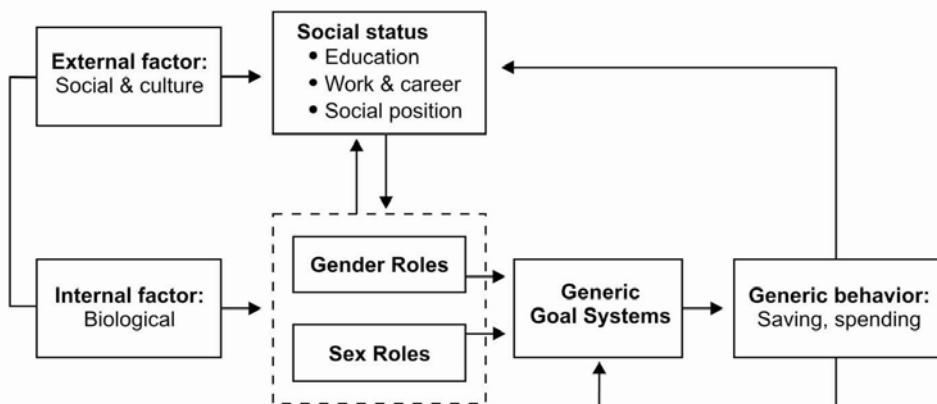 External factor:
Social & culture
Social status
• Education
• Work & career
• Social position
Internal factor:
Biological
Gender Roles
Sex Roles
Generic
Goal Systems
Generic behavior:
Saving, spending